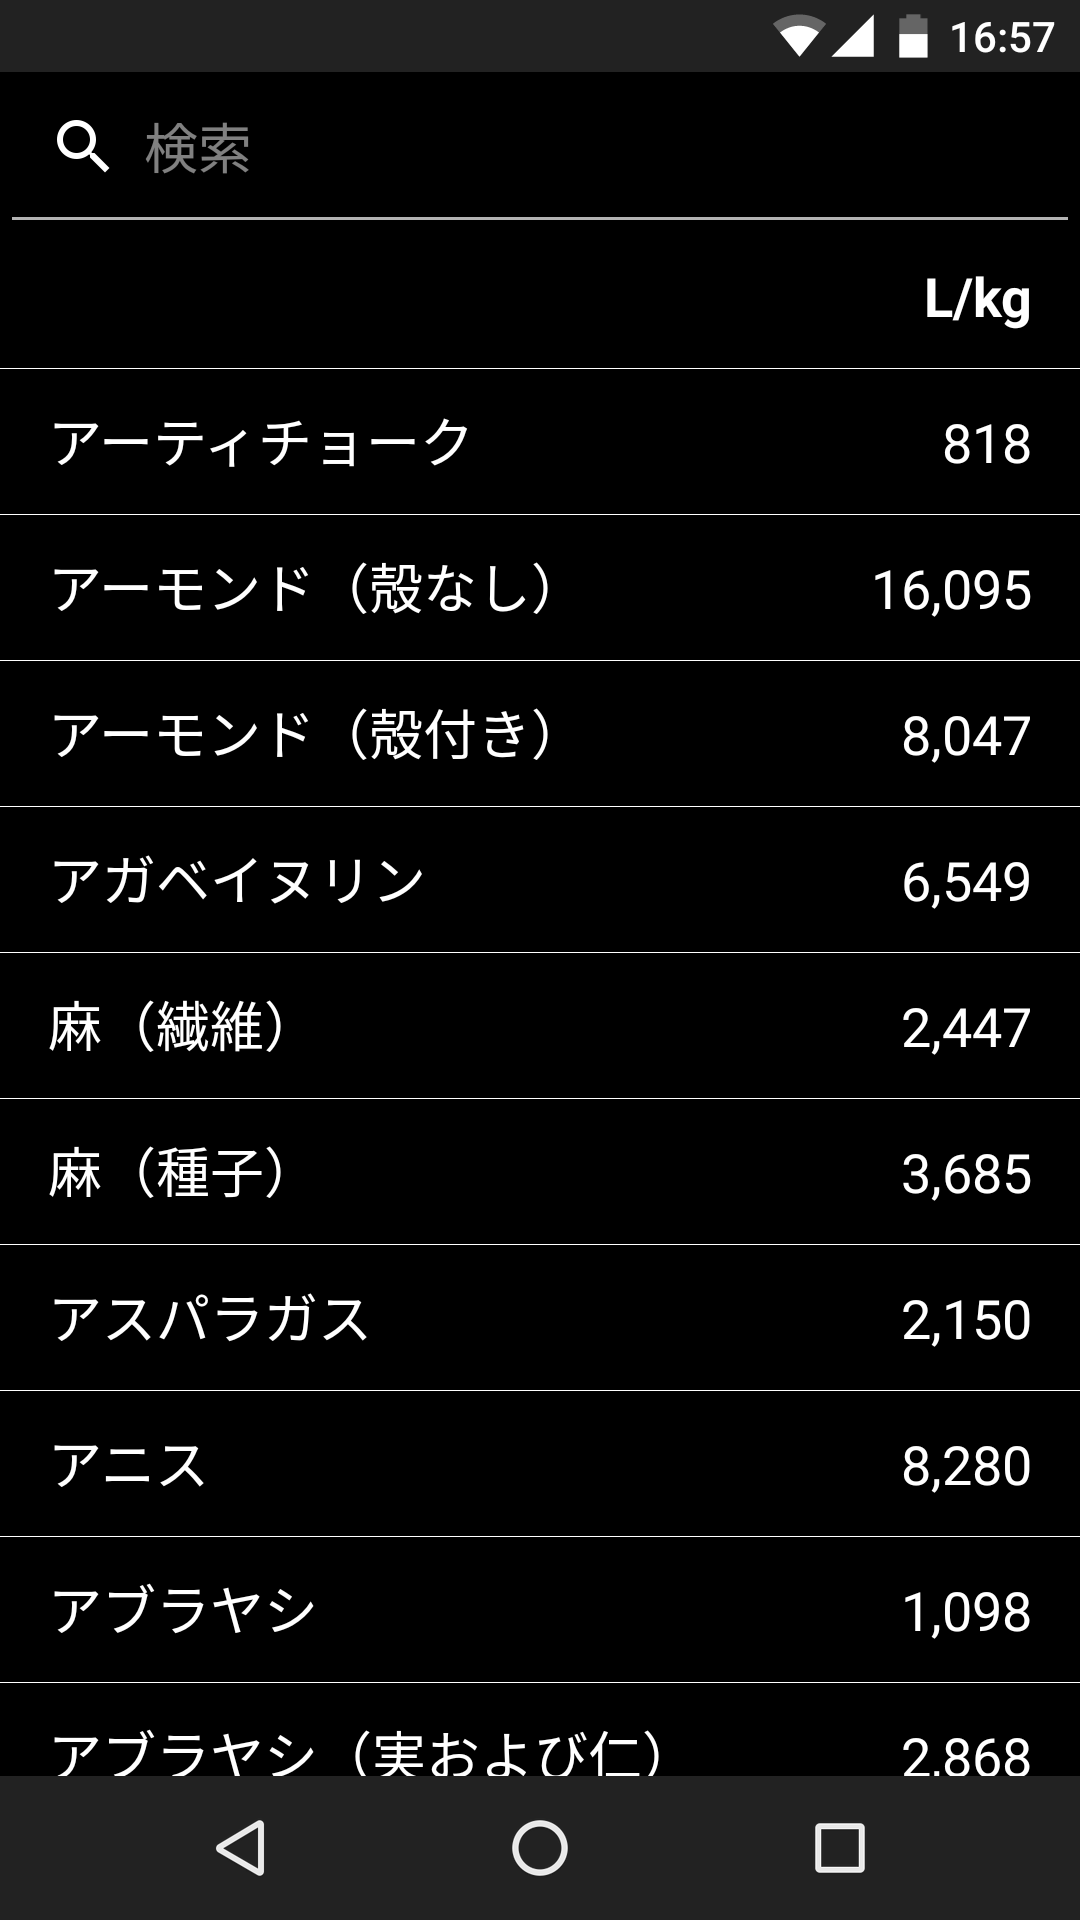 16:57
検索
L/kg
アーティチョーク 818
アーモンド（殻なし） 16,095
アーモンド（殻付き） 8,047
アガベイヌリン 6,549
麻（繊維） 2,447
麻（種子） 3,685
アスパラガス 2,150
アニス 8,280
アブラヤシ 1,098
アブラヤシ（実および仁） 2,868